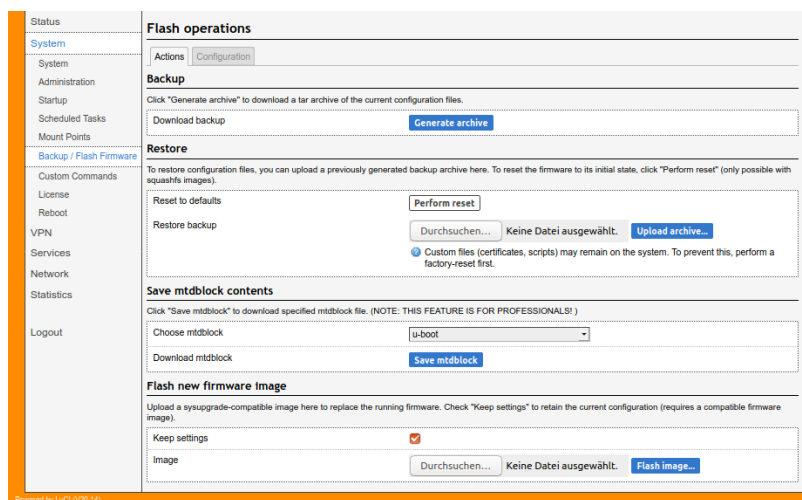 Status
System
System
Administration
Startup
Scheduled Tasks
Mount Points
Backup / Flash Firmware
Custom Commands
License
Reboot
VPN
Services
Network
Statistics
Logout
Flash operations
Actions
Configuration
Backup
Click "Generate archive" to download a tar archive of the current configuration files.
Download backup
Generate archive
Restore
To restore configuration files, you can upload a previously generated backup archive here. To reset the firmware to its initial state, click "Perform reset" (only possible with
squashfs images).
Reset to defaults
Perform reset
Restore backup
Durchsuchen... Keine Datei ausgewählt. Upload archive...
Custom files (certificates, scripts) may remain on the system. To prevent this, perform a
factory-reset first.
Save mtdblock contents
Click "Save mtdblock" to download specified mtdblock file. (NOTE: THIS FEATURE IS FOR PROFESSIONALS! )
Choose mtdblock
u-boot
Download mtdblock
Save mtdblock
Flash new firmware image
Upload a sysupgrade-compatible image here to replace the running firmware. Check "Keep settings" to retain the current configuration (requires a compatible firmware
image).
Keep settings
Image
Durchsuchen... Keine Datei ausgewählt. Flash image...
Powered by LuCI